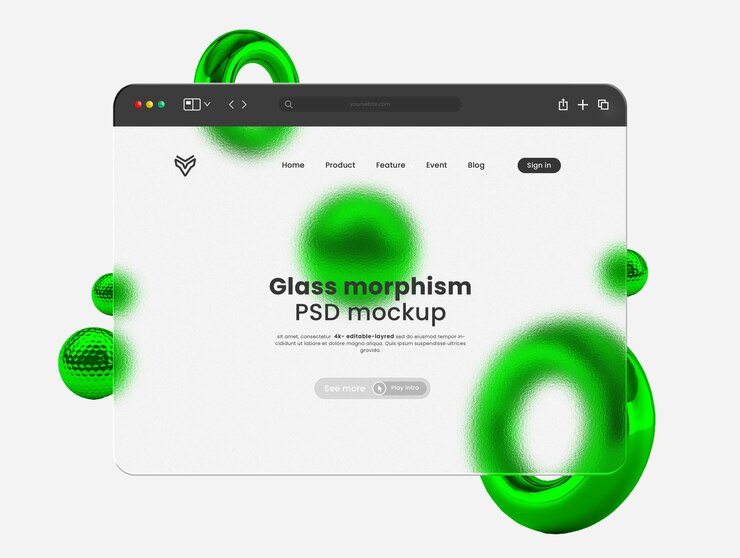 yourwebsite.com
Home Product Feature Event Blog Sign in
Glass morphism
PSD mockup
sit amet, consectetur 4k- editable-layred sed do eiusmod tempor in-
cididunt ut labore et dolore magna aliqua. Quis ipsum suspendisse ultrices
gravida.
See more Play intro